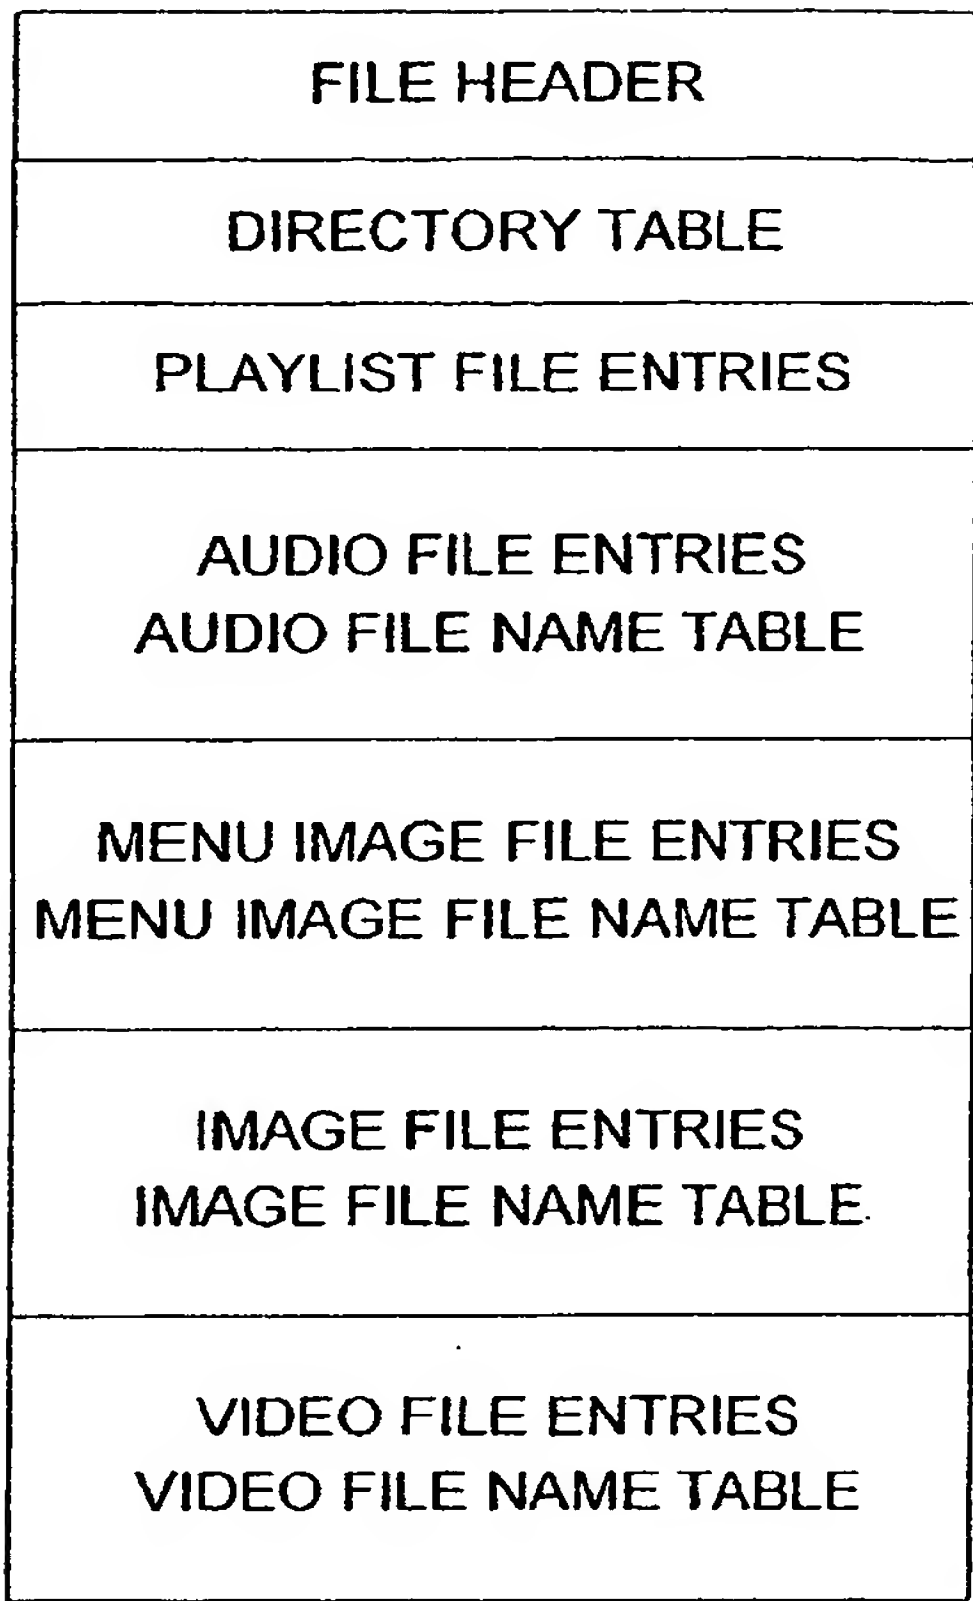 FILE HEADER
DIRECTORY TABLE
PLAYLIST FILE ENTRIES
AUDIO FILE ENTRIES
AUDIO FILE NAME TABLE
MENU IMAGE FILE ENTRIES
MENU IMAGE FILE NAME TABLE
IMAGE FILE ENTRIES
IMAGE FILE NAME TABLE
VIDEO FILE ENTRIES
VIDEO FILE NAME TABLE